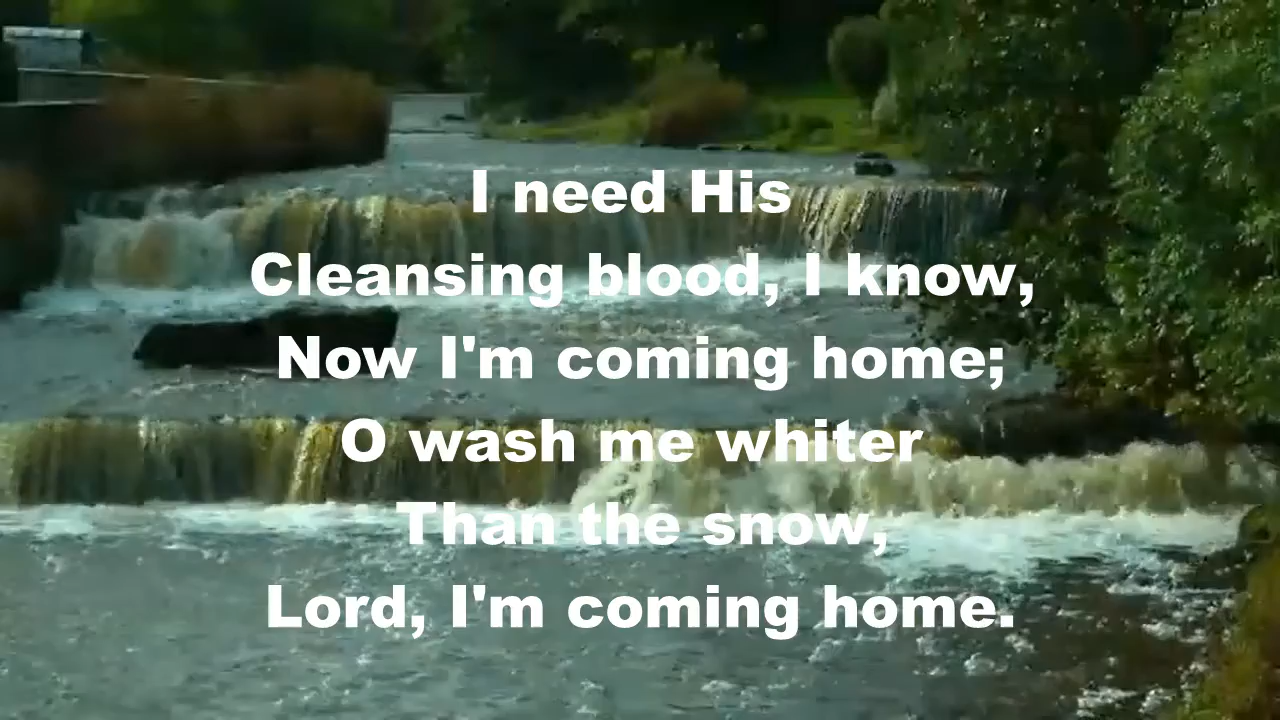 I need His
Cleansing blood, I know,
Now I'm coming home;
O wash me whiter
Than the snow,
Lord, I'm coming home.